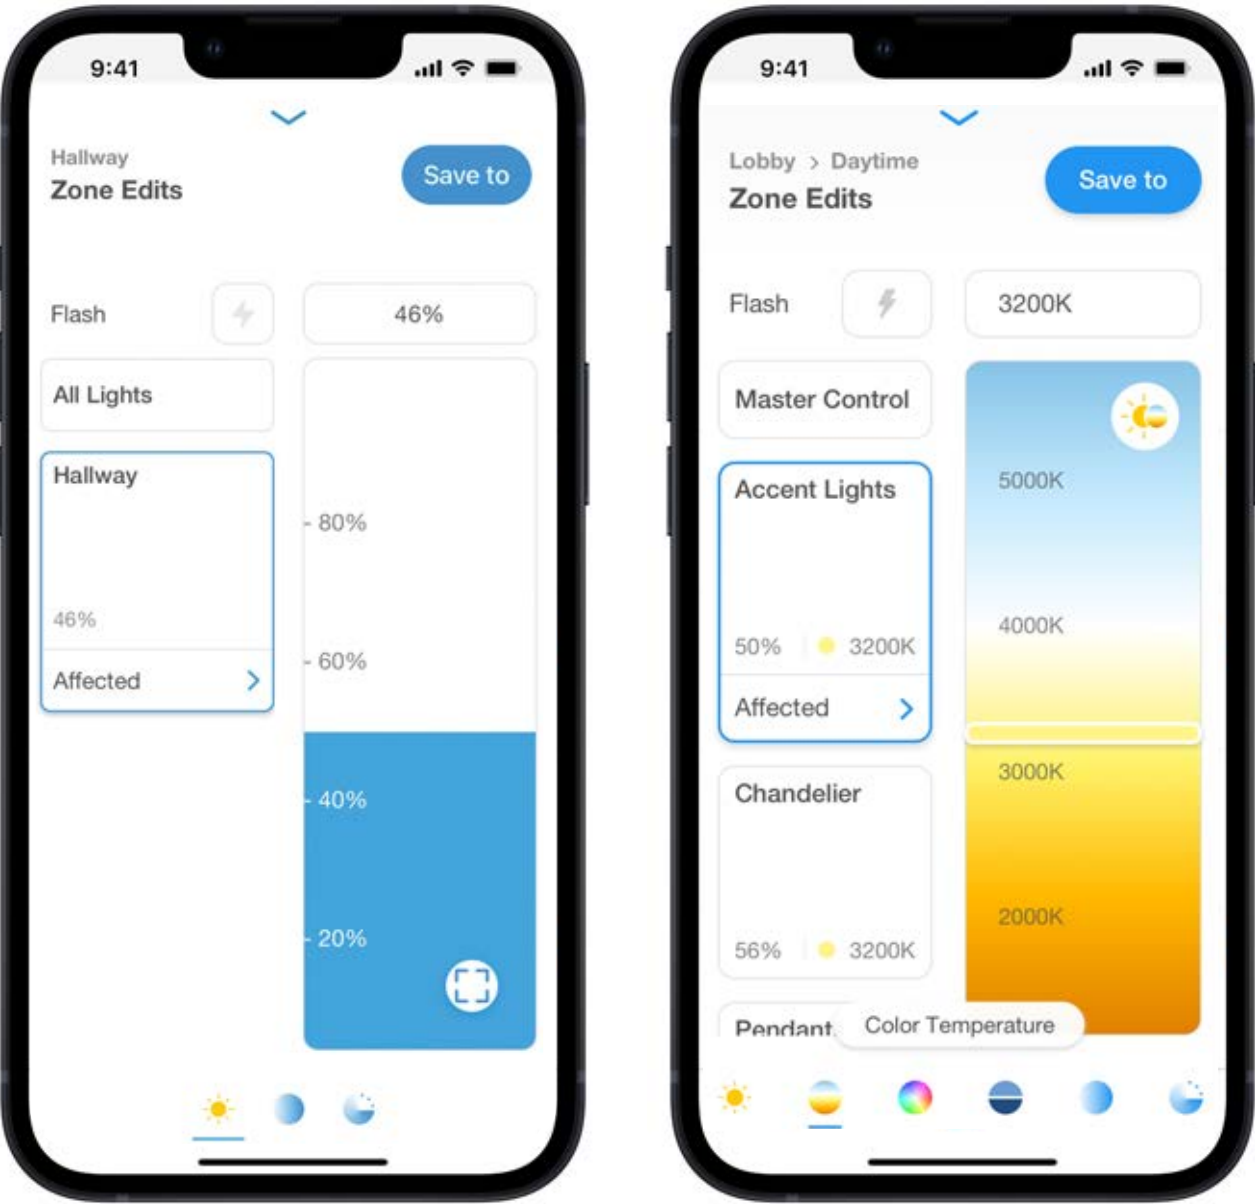 9:41
Hallway
Zone Edits
Save to
Flash
46%
All Lights
Hallway
46%
Affected
- 80%
- 60%
- 40%
- 20%
9:41
Lobby > Daytime
Zone Edits
Save to
Flash
3200K
Master Control
Accent Lights
50% 3200K
Affected
Chandelier
56% 3200K
Pendant
5000K
4000K
3000K
2000K
Color Temperature